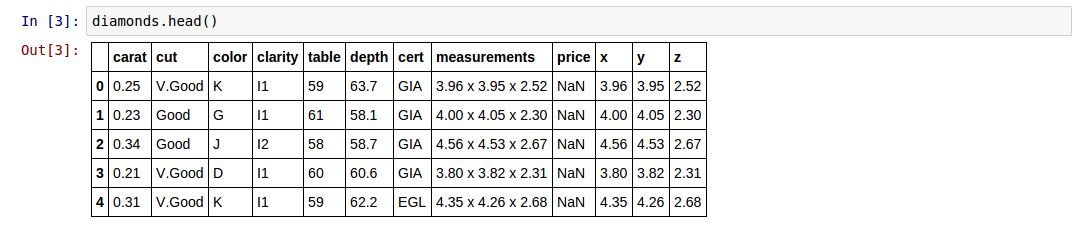 In [3]: diamonds.head()
Out[3]:
carat cut color clarity table depth cert measurements price x y z
0 0.25 V.Good K I1 59 63.7 GIA 3.96 x 3.95 x 2.52 NaN 3.96 3.95 2.52
1 0.23 Good G I1 61 58.1 GIA 4.00 x 4.05 x 2.30 NaN 4.00 4.05 2.30
2 0.34 Good J I2 58 58.7 GIA 4.56 x 4.53 x 2.67 NaN 4.56 4.53 2.67
3 0.21 V.Good D I1 60 60.6 GIA 3.80 x 3.82 x 2.31 NaN 3.80 3.82 2.31
4 0.31 V.Good K I1 59 62.2 EGL 4.35 x 4.26 x 2.68 NaN 4.35 4.26 2.68